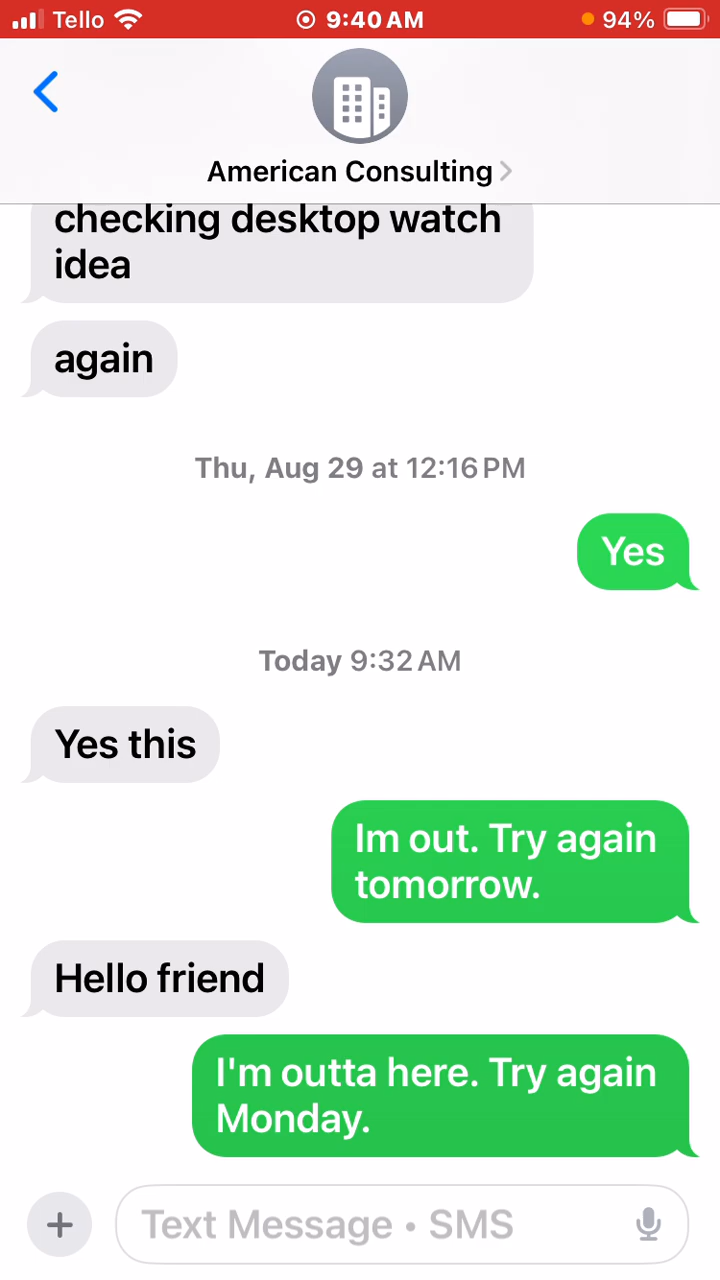 Tello 9:40 AM 94%
American Consulting
checking desktop watch
idea
again
Thu, Aug 29 at 12:16 PM
Yes
Today 9:32 AM
Yes this
Im out. Try again
tomorrow.
Hello friend
I'm outta here. Try again
Monday.
Text Message • SMS